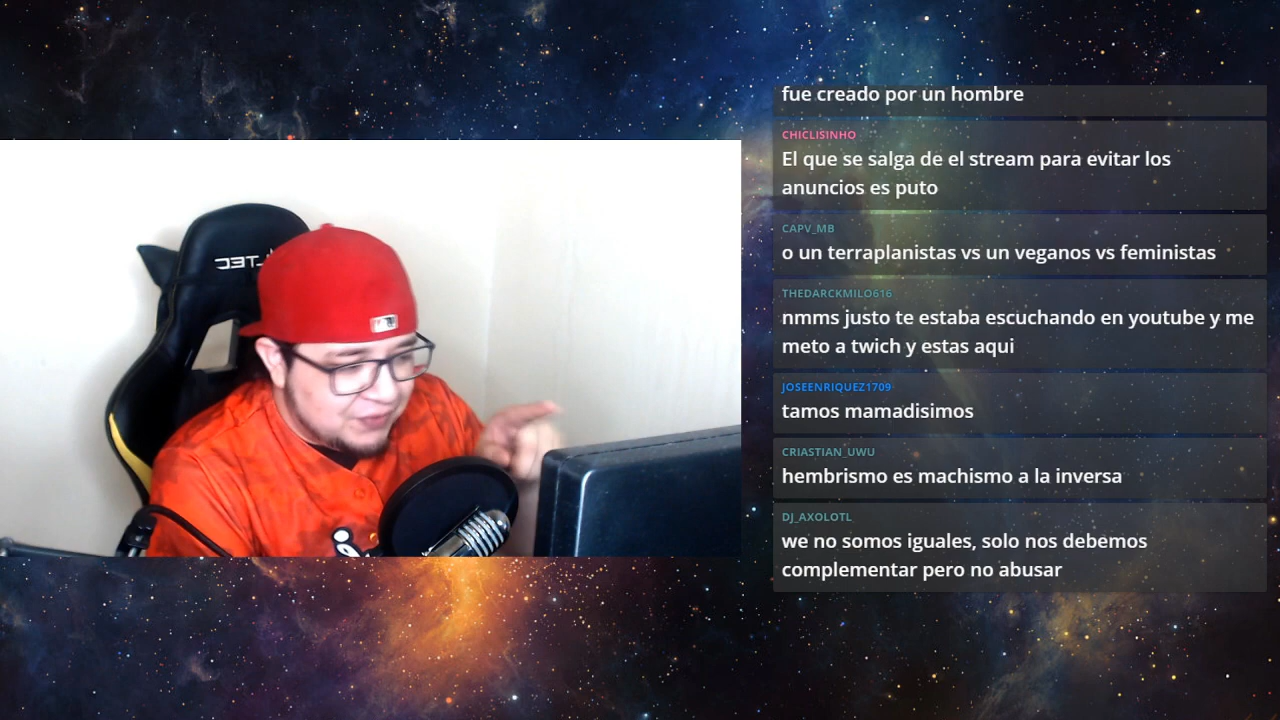 fue creado por un hombre
CHICLISINHO
El que se salga de el stream para evitar los
anuncios es puto
CAPV_MB
o un terraplanistas vs un veganos vs feministas
THEDARCKMILO616
nmms justo te estaba escuchando en youtube y me
meto a twich y estas aqui
JOSEENRIQUEZ1709
tamos mamadisimos
CRIASTIAN_UWU
hembrismo es machismo a la inversa
DJ_AXOLOTL
we no somos iguales, solo nos debemos
complementar pero no abusar